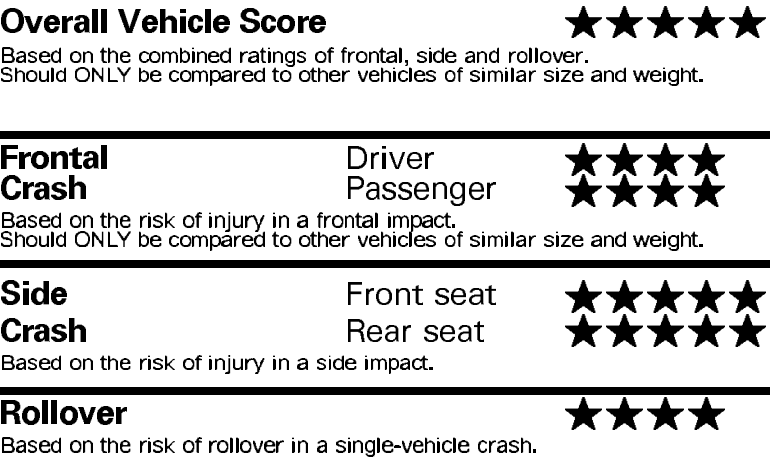 Overall Vehicle Score ★★★★★
Based on the combined ratings of frontal, side and rollover.
Should ONLY be compared to other vehicles of similar size and weight.
Frontal Driver ★★★★
Crash Passenger ★★★★
Based on the risk of injury in a frontal impact.
Should ONLY be compared to other vehicles of similar size and weight.
Side Front seat ★★★★★
Crash Rear seat ★★★★★
Based on the risk of injury in a side impact.
Rollover ★★★★
Based on the risk of rollover in a single-vehicle crash.